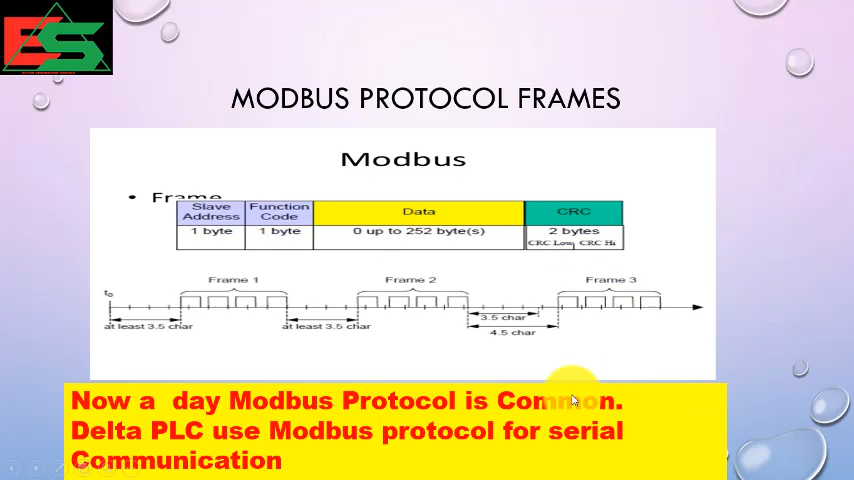 ES
MODBUS PROTOCOL FRAMES
Modbus
• Frame
Slave Address Function Code Data CRC
1 byte 1 byte 0 up to 252 byte(s) 2 bytes
CRC Low CRC Hi
Frame 1 Frame 2 Frame 3
t0
at least 3.5 char at least 3.5 char 3.5 char
4.5 char
Now a day Modbus Protocol is Common.
Delta PLC use Modbus protocol for serial
Communication